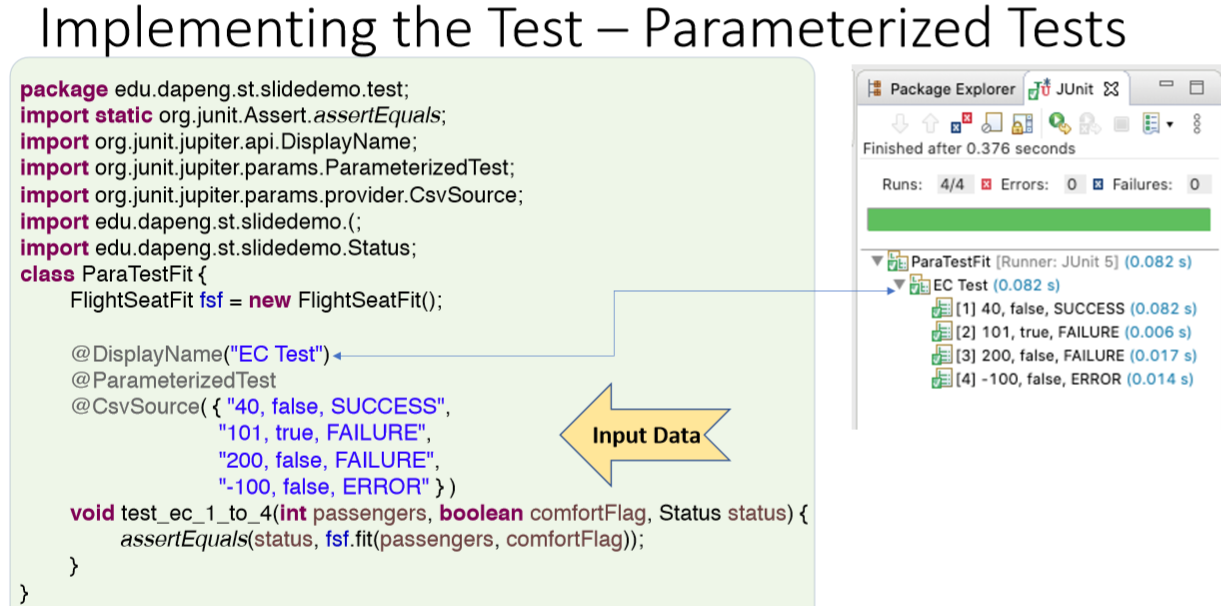 Implementing the Test – Parameterized Tests
package edu.dapeng.st.slidedemo.test;
import static org.junit.Assert.assertEquals;
import org.junit.jupiter.api.DisplayName;
import org.junit.jupiter.params.ParameterizedTest;
import org.junit.jupiter.params.provider.CsvSource;
import edu.dapeng.st.slidedemo.(;
import edu.dapeng.st.slidedemo.Status;
class ParaTestFit {
FlightSeatFit fsf = new FlightSeatFit();
@DisplayName("EC Test")
@ParameterizedTest
@CsvSource( { "40, false, SUCCESS",
"101, true, FAILURE",
"200, false, FAILURE",
"-100, false, ERROR" } )
void test_ec_1_to_4(int passengers, boolean comfortFlag, Status status) {
assertEquals(status, fsf.fit(passengers, comfortFlag));
}
}
Input Data
Package Explorer JUnit
Finished after 0.376 seconds
Runs: 4/4 Errors: 0 Failures: 0
ParaTestFit [Runner: JUnit 5] (0.082 s)
EC Test (0.082 s)
[1] 40, false, SUCCESS (0.082 s)
[2] 101, true, FAILURE (0.006 s)
[3] 200, false, FAILURE (0.017 s)
[4] -100, false, ERROR (0.014 s)